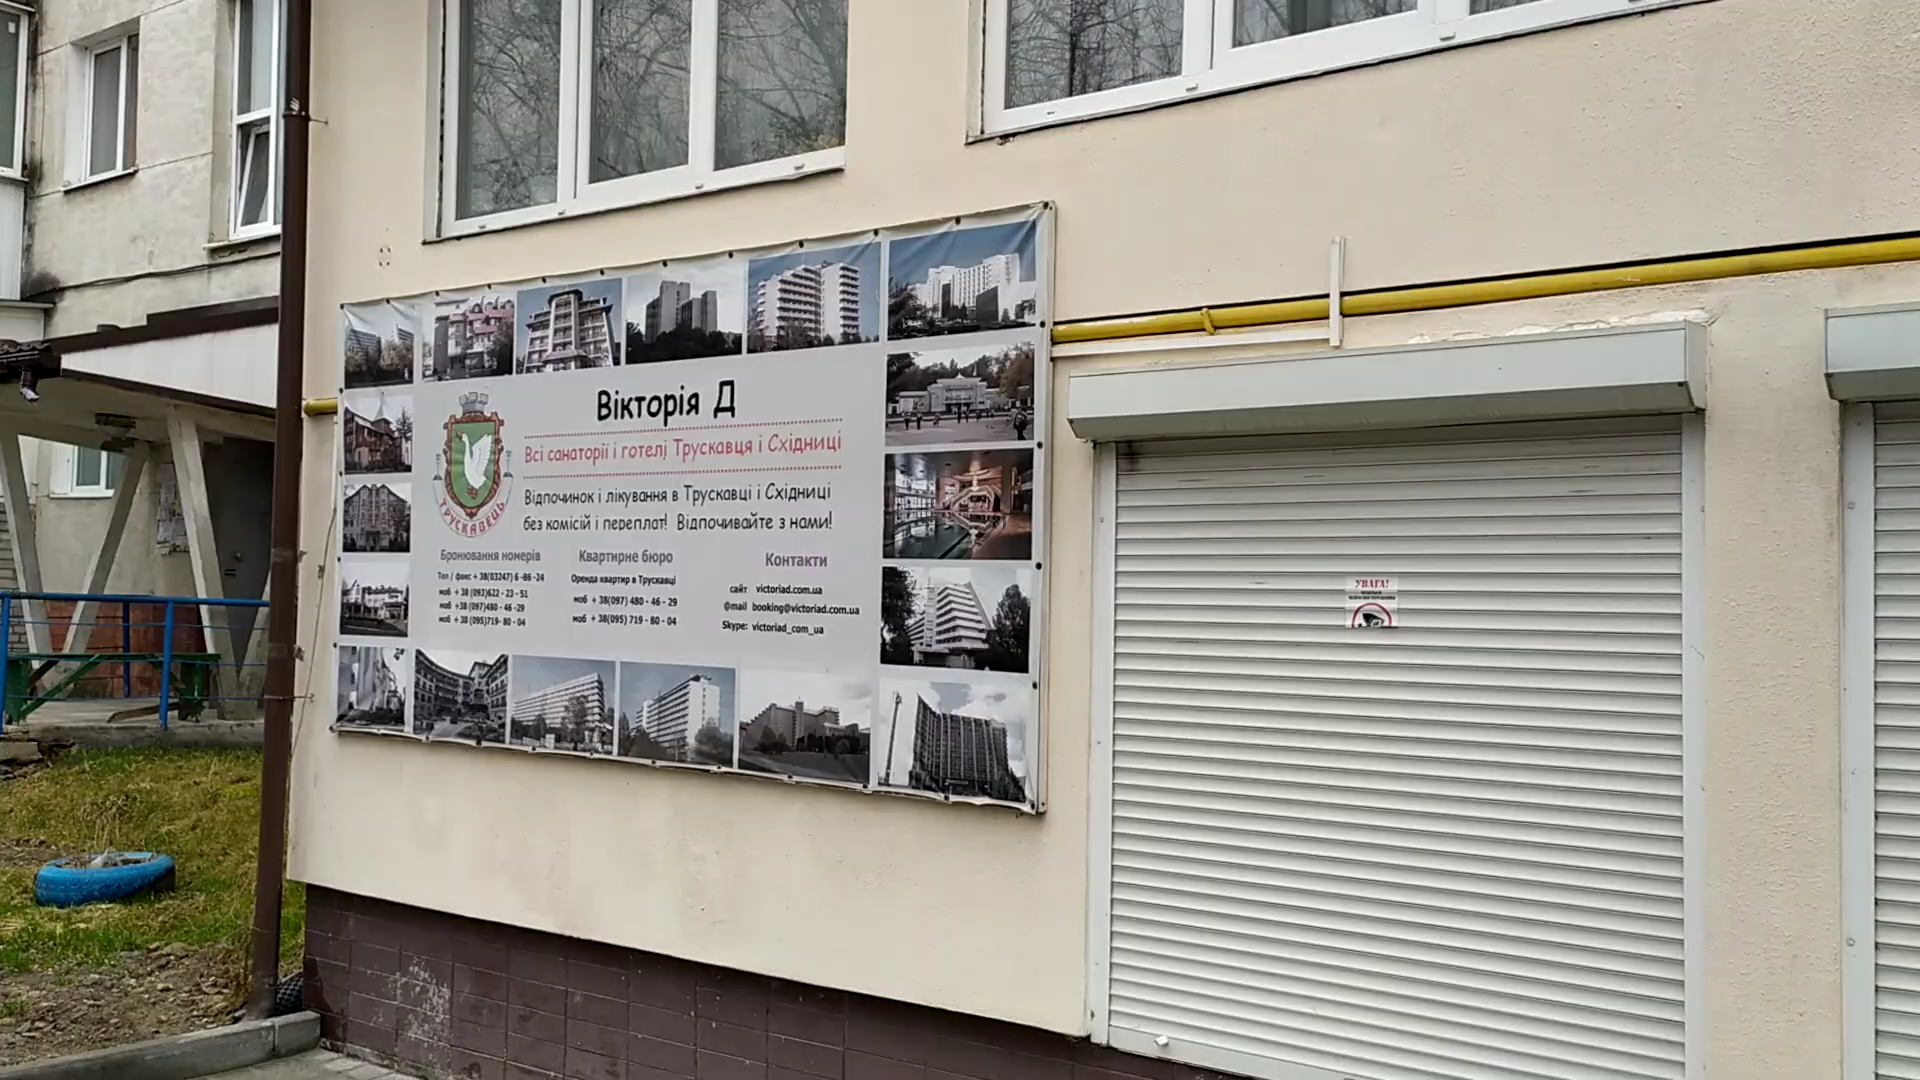 Вікторія Д
Всі санаторії і готелі Трускавця і Східниці
Відпочинок і лікування в Трускавці і Східниці
без комісій і переплат! Відпочивайте з нами!
ТРУСКАВЕЦЬ
Бронювання номерів
Тел / факс + 38(03247) 6 -86 -24
моб + 38 (093)622 - 23 - 51
моб +38 (097)480 - 46 - 29
моб + 38 (095)719- 80 - 04
Квартирне бюро
Оренда квартир в Трускавці
моб + 38(097) 480 - 46 - 29
моб + 38(095) 719 - 80 - 04
Контакти
сайт victoriad.com.ua
@mail booking@victoriad.com.ua
Skype: victoriad_com_ua
УВАГА!